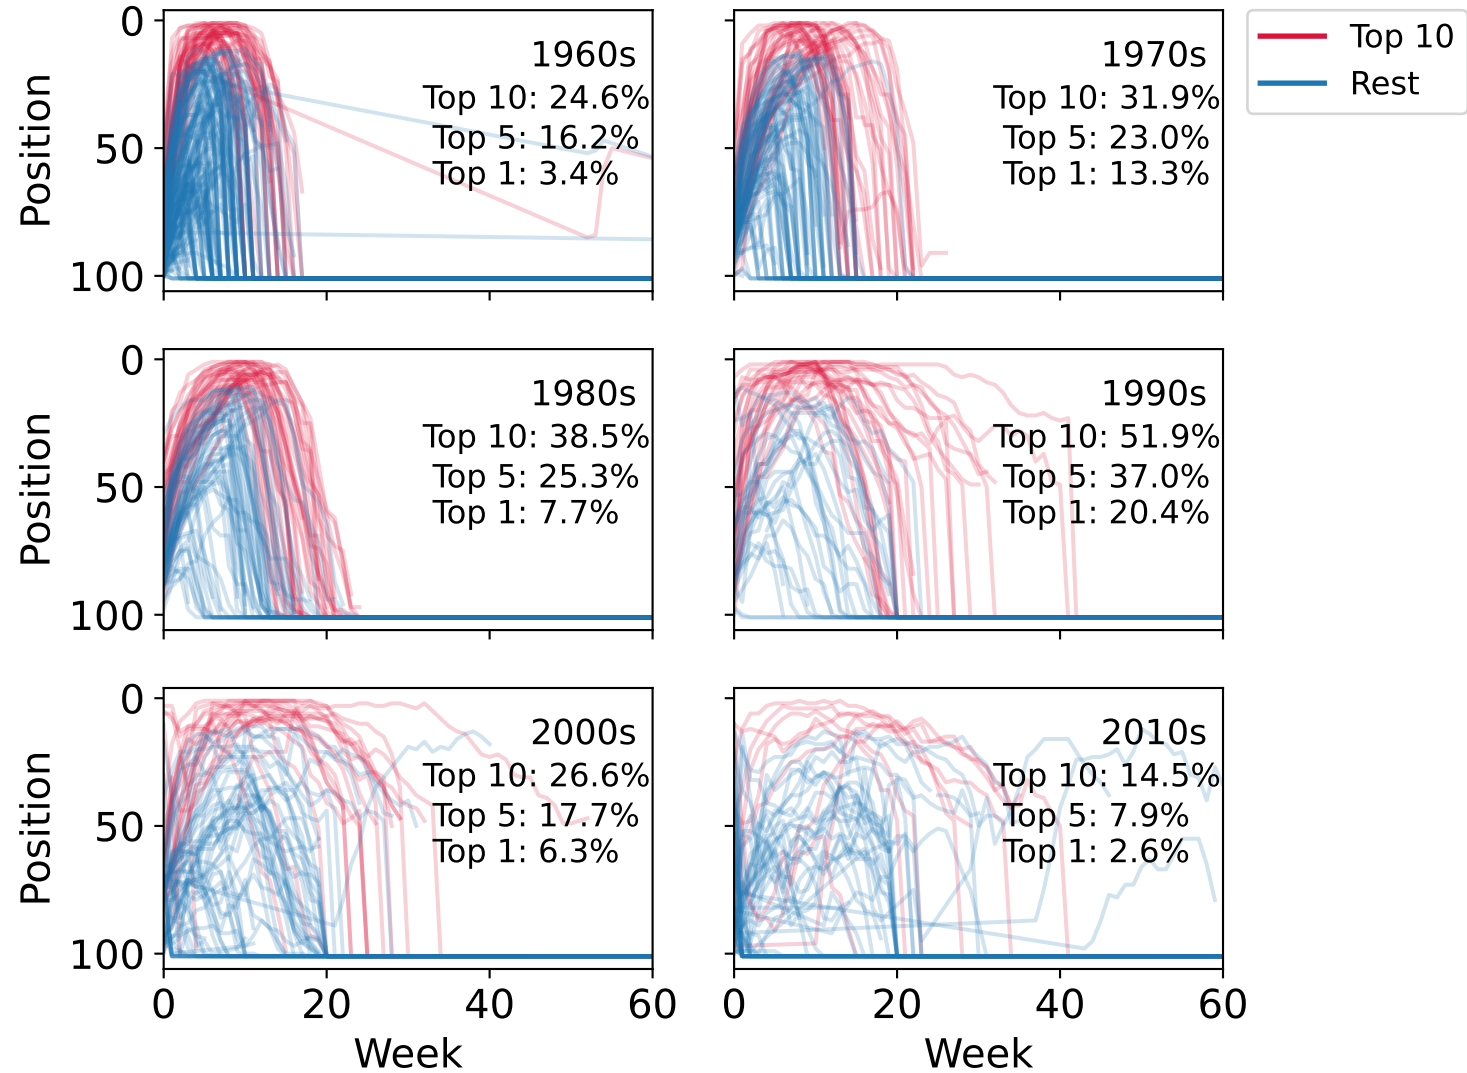 Top 10
Rest
Position
0
50
100
1960s
Top 10: 24.6%
Top 5: 16.2%
Top 1: 3.4%
1970s
Top 10: 31.9%
Top 5: 23.0%
Top 1: 13.3%
Position
0
50
100
1980s
Top 10: 38.5%
Top 5: 25.3%
Top 1: 7.7%
1990s
Top 10: 51.9%
Top 5: 37.0%
Top 1: 20.4%
Position
0
50
100
2000s
Top 10: 26.6%
Top 5: 17.7%
Top 1: 6.3%
0 20 40 60
Week
2010s
Top 10: 14.5%
Top 5: 7.9%
Top 1: 2.6%
0 20 40 60
Week